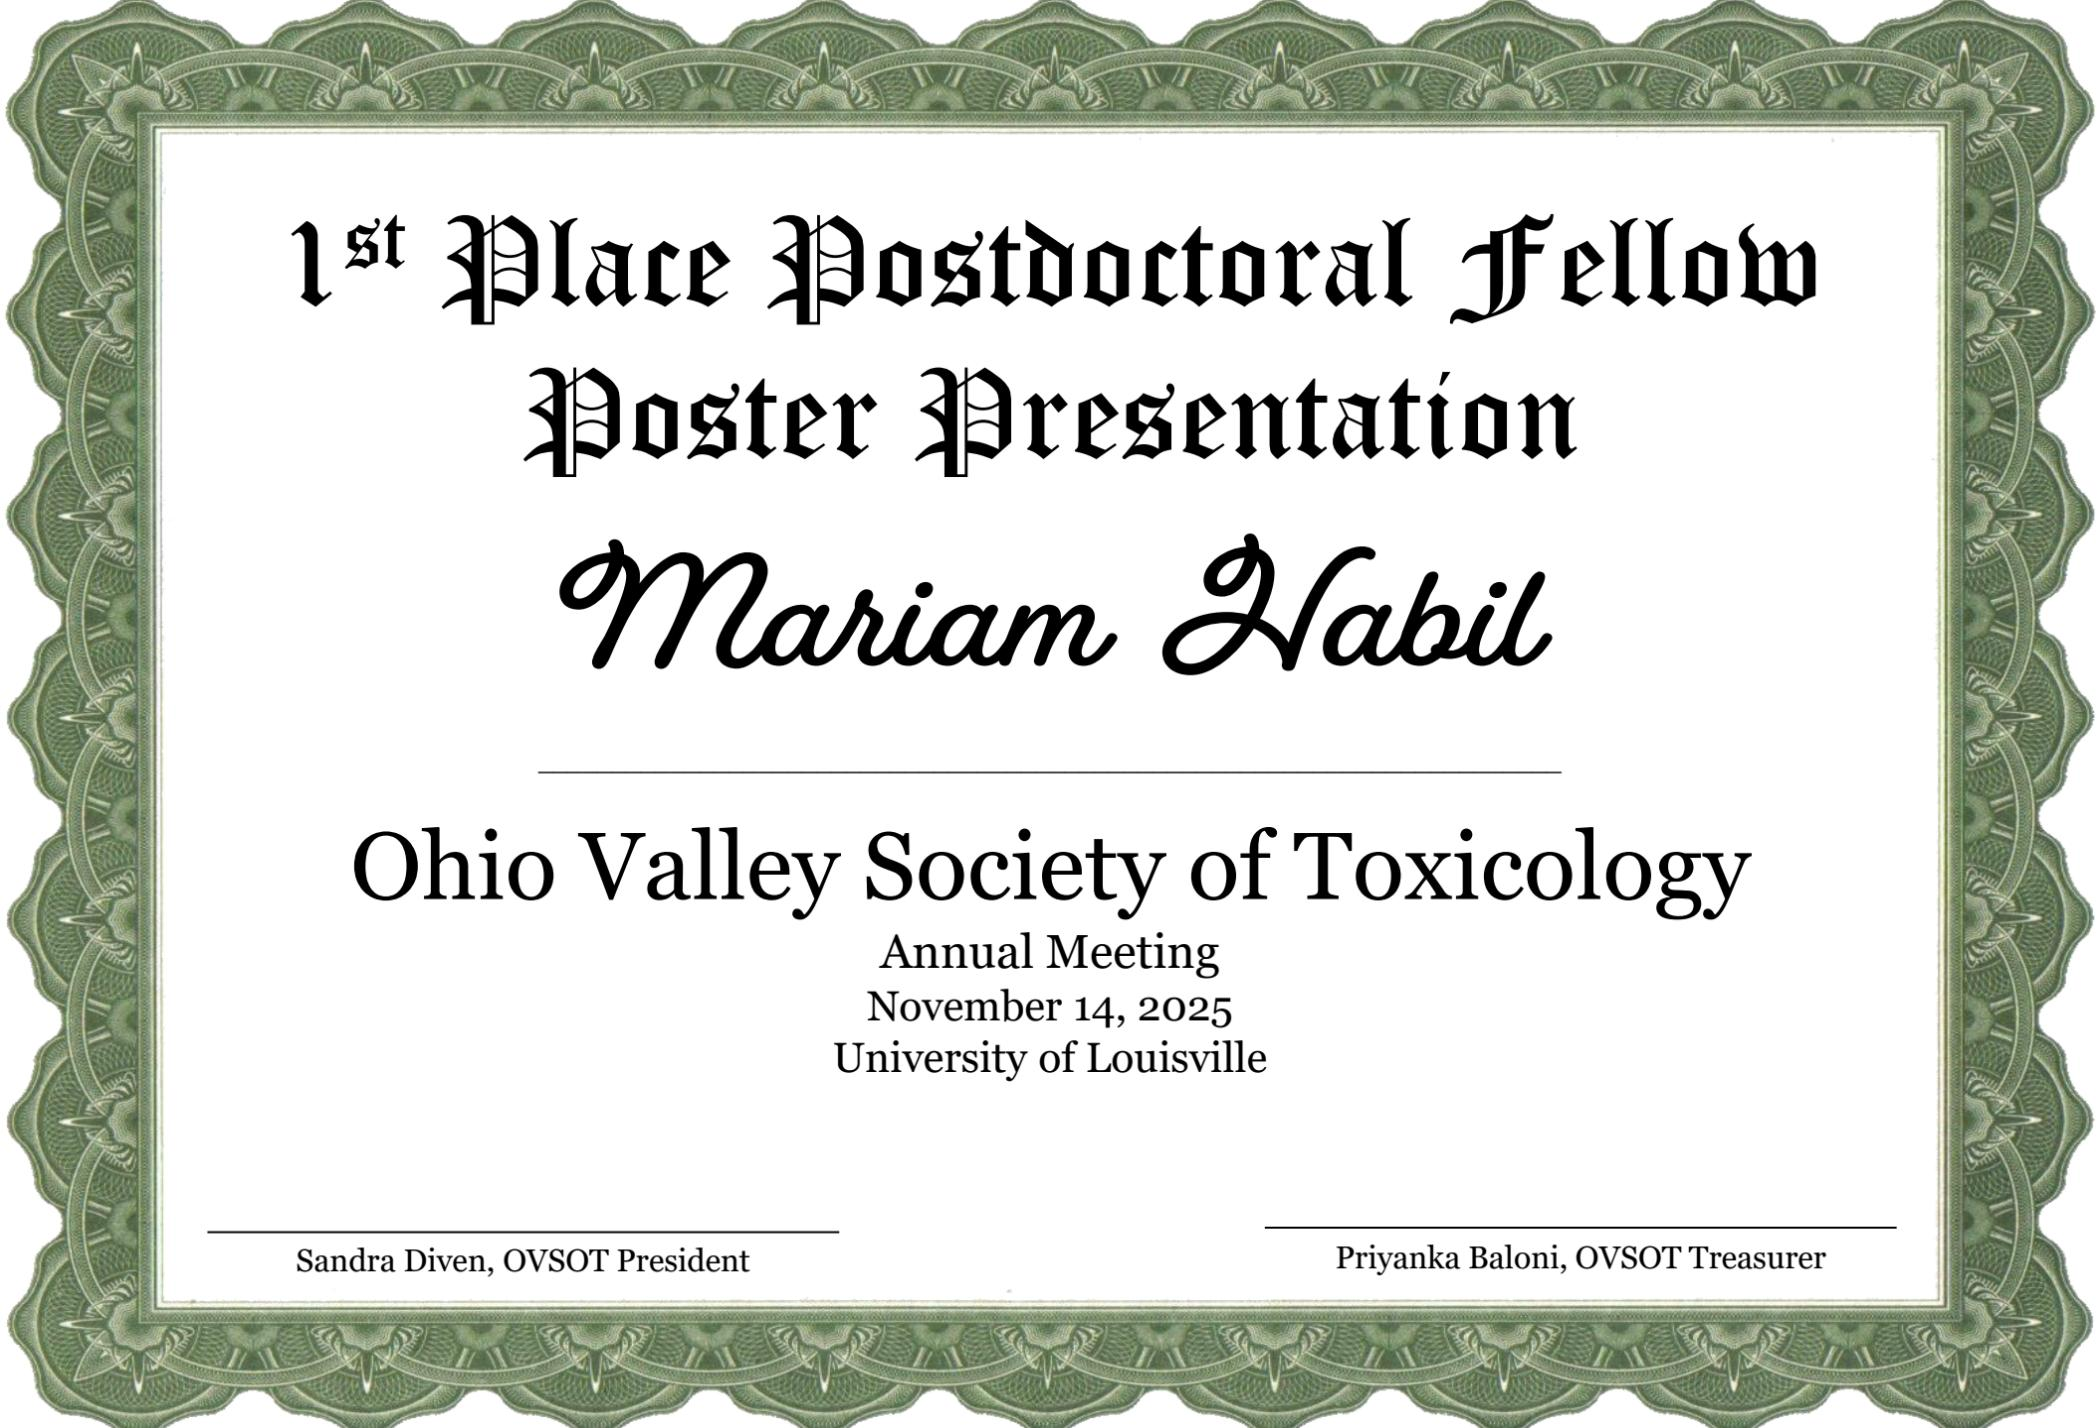 1st Place Postdoctoral Fellow
Poster Presentation
Mariam Habil
Ohio Valley Society of Toxicology
Annual Meeting
November 14, 2025
University of Louisville
Sandra Diven, OVSOT President
Priyanka Baloni, OVSOT Treasurer